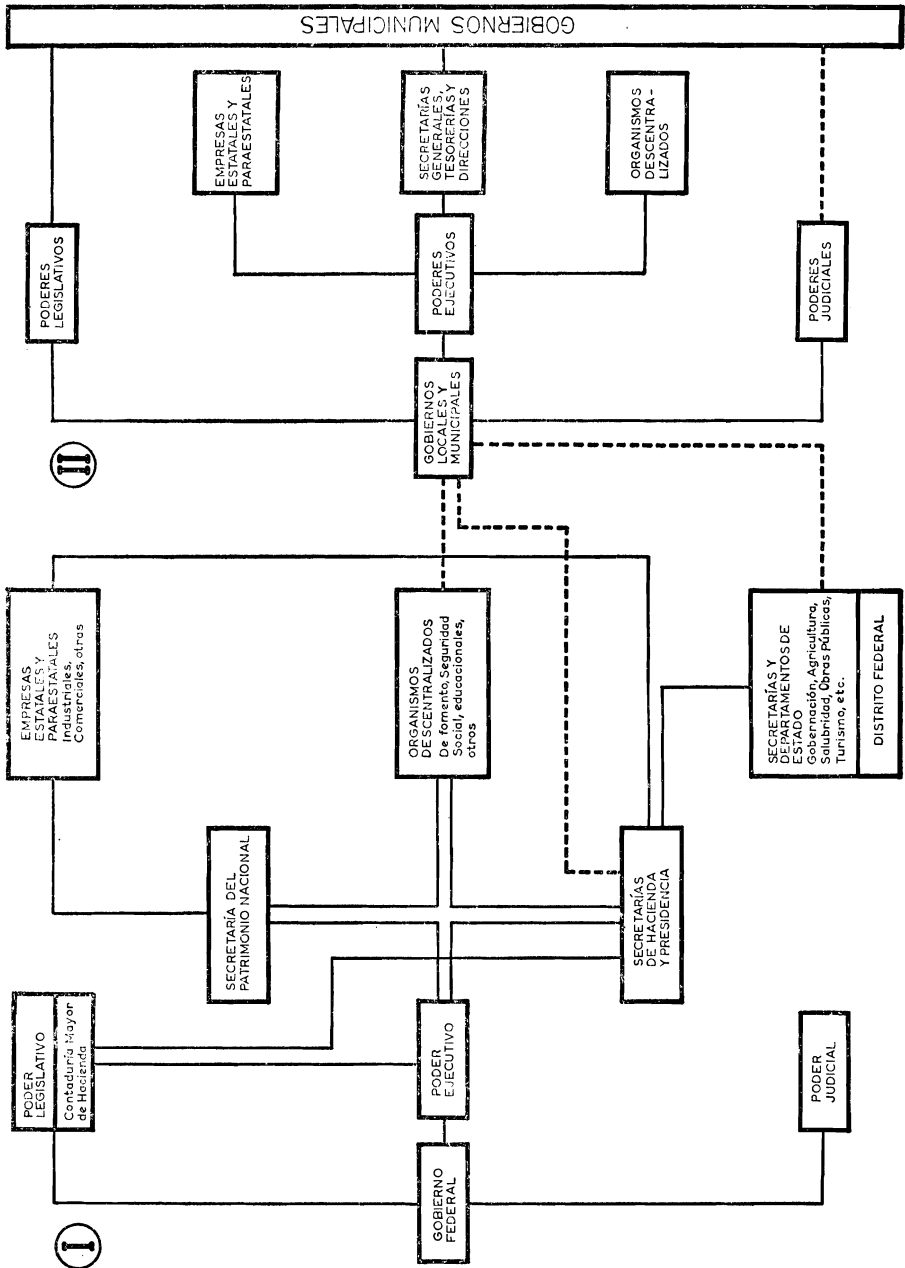 I
GOBIERNO
FEDERAL
PODER
LEGISLATIVO
Contaduría Mayor
de Hacienda
PODER
EJECUTIVO
PODER
JUDICIAL
SECRETARÍA DEL
PATRIMONIO NACIONAL
SECRETARÍAS
DE HACIENDA
Y PRESIDENCIA
EMPRESAS
ESTATALES Y
PARAESTATALES
Industriales,
Comerciales, otras
ORGANISMOS
DESCENTRALIZADOS
De fomento, Seguridad
Social, educacionales,
otros
SECRETARÍAS Y
DEPARTAMENTOS DE
ESTADO
Gobernación, Agricultura,
Salubridad, Obras Públicas,
Turismo, etc.
DISTRITO FEDERAL
II
GOBIERNOS
LOCALES Y
MUNICIPALES
PODERES
LEGISLATIVOS
PODERES
EJECUTIVOS
PODERES
JUDICIALES
EMPRESAS
ESTATALES Y
PARAESTATALES
SECRETARÍAS
GENERALES,
TESORERÍAS Y
DIRECCIONES
ORGANISMOS
DESCENTRA-
LIZADOS
GOBIERNOS MUNICIPALES